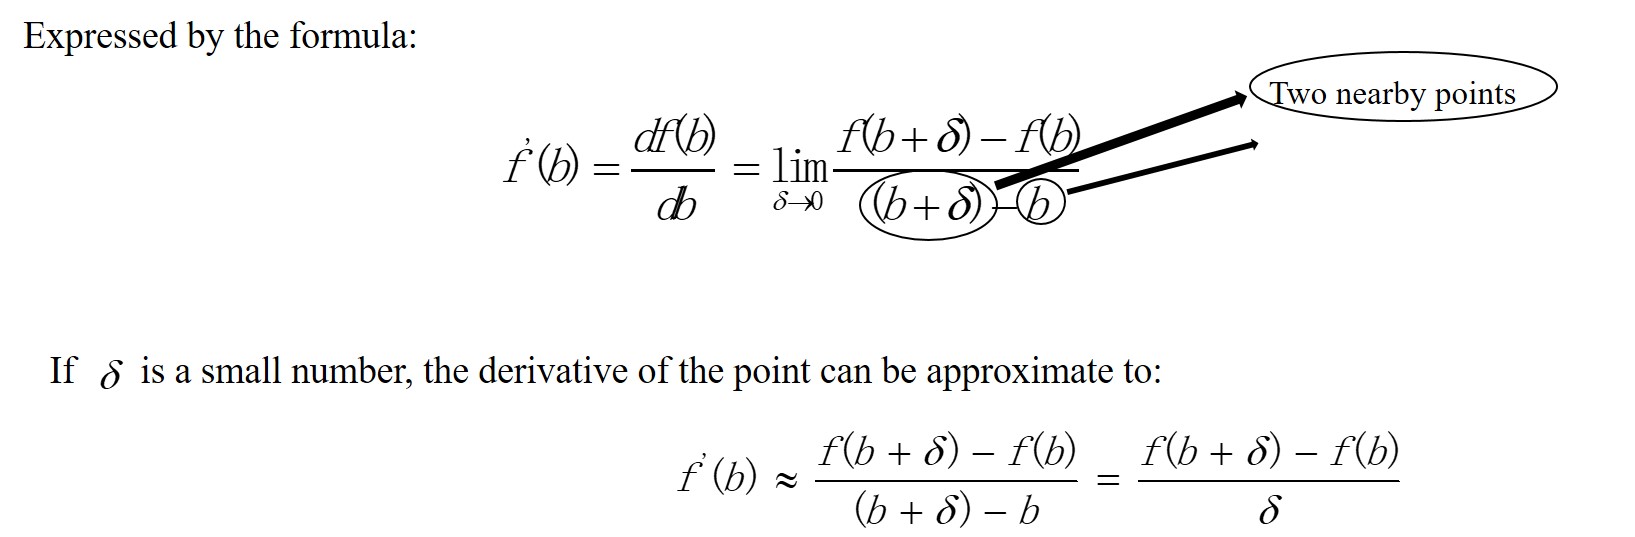 Expressed by the formula:
Two nearby points
f'(b) = df(b)/db = lim δ→0 f(b+δ) − f(b) / (b+δ) − b
If δ is a small number, the derivative of the point can be approximate to:
f'(b) ≈ f(b + δ) − f(b) / (b + δ) − b = f(b + δ) − f(b) / δ